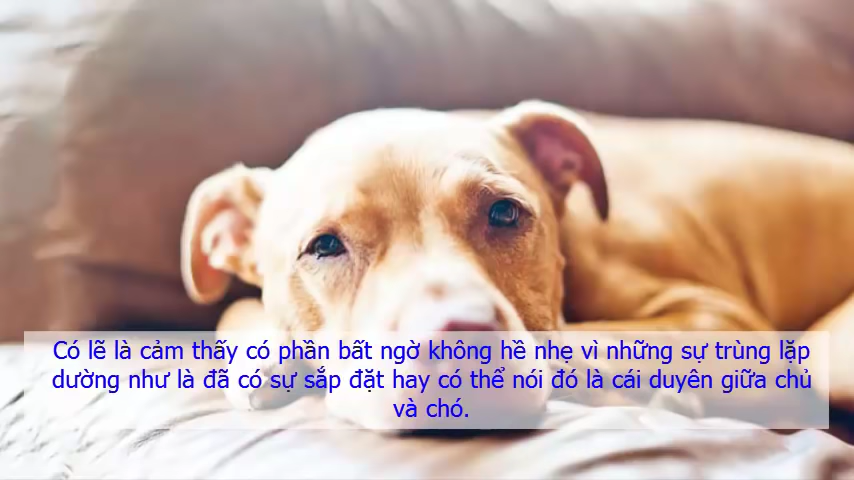 Có lẽ là cảm thấy có phần bất ngờ không hề nhẹ vì những sự trùng lặp
dường như là đã có sự sắp đặt hay có thể nói đó là cái duyên giữa chủ
và chó.